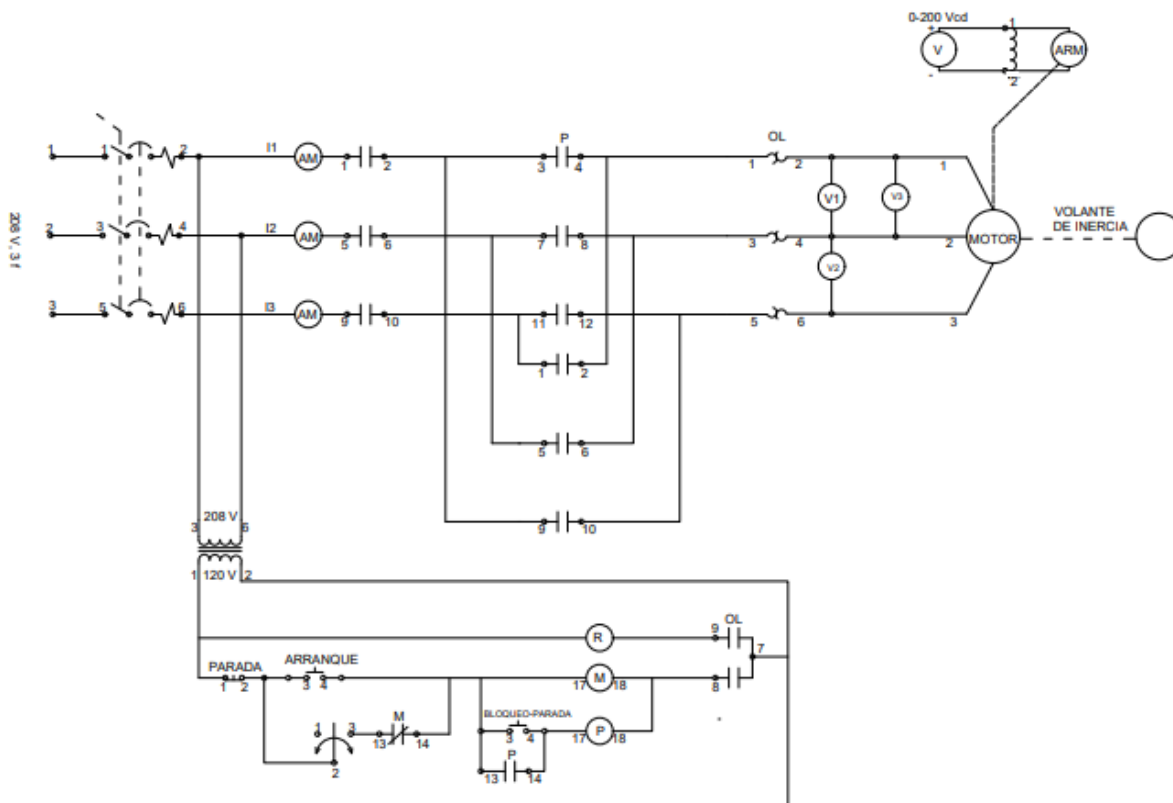 0-200 Vcd
+ 1
V ARM
- 2
P OL
1 1 2 I1 AM 1 2 3 4 1 2 1
V1 V3
VOLANTE
DE INERCIA
208 V, 3 f
2 3 4 I2 AM 5 6 7 8 3 4 2 MOTOR
V2
3 5 6 I3 AM 9 10 11 12 5 6 3
1 2
5 6
9 10
3 208 V 6
1 120 V 2
OL
R 9 7
PARADA ARRANQUE
1 2 3 4 17 M 18 8
BLOQUEO-PARADA
1 3 M 3 4 17 P 18
13 14 P
2 13 14